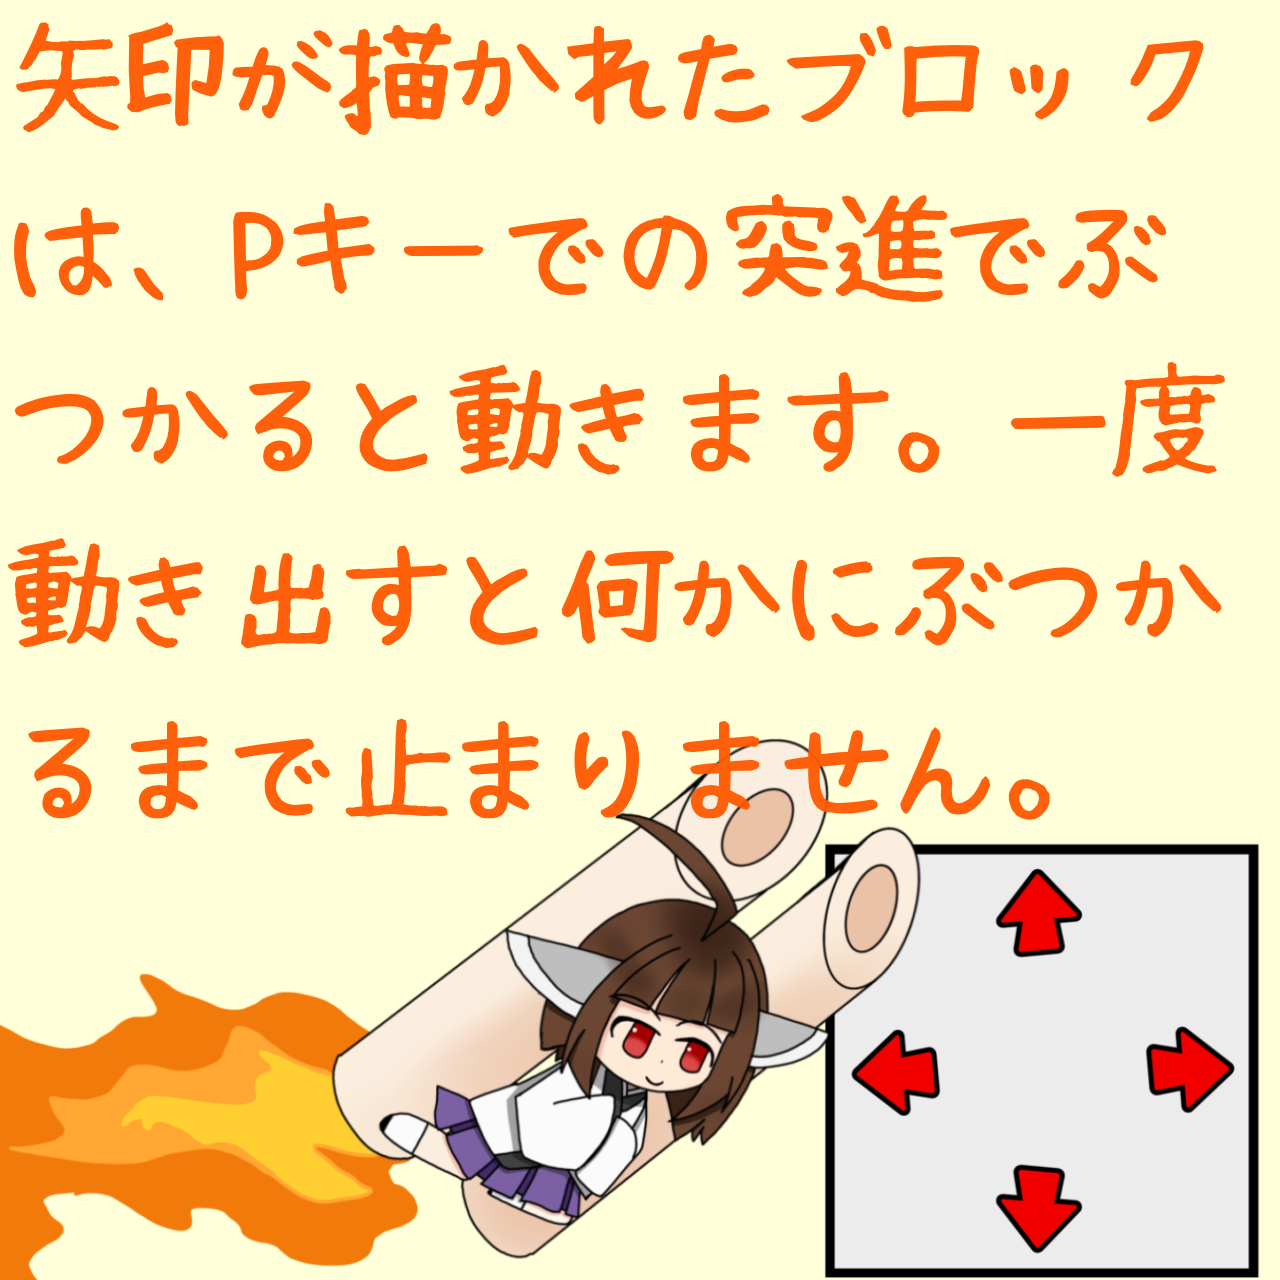 矢印が描かれたブロック
は、Pキーでの突進でぶ
つかると動きます。一度
動き出すと何かにぶつか
るまで止まりません。